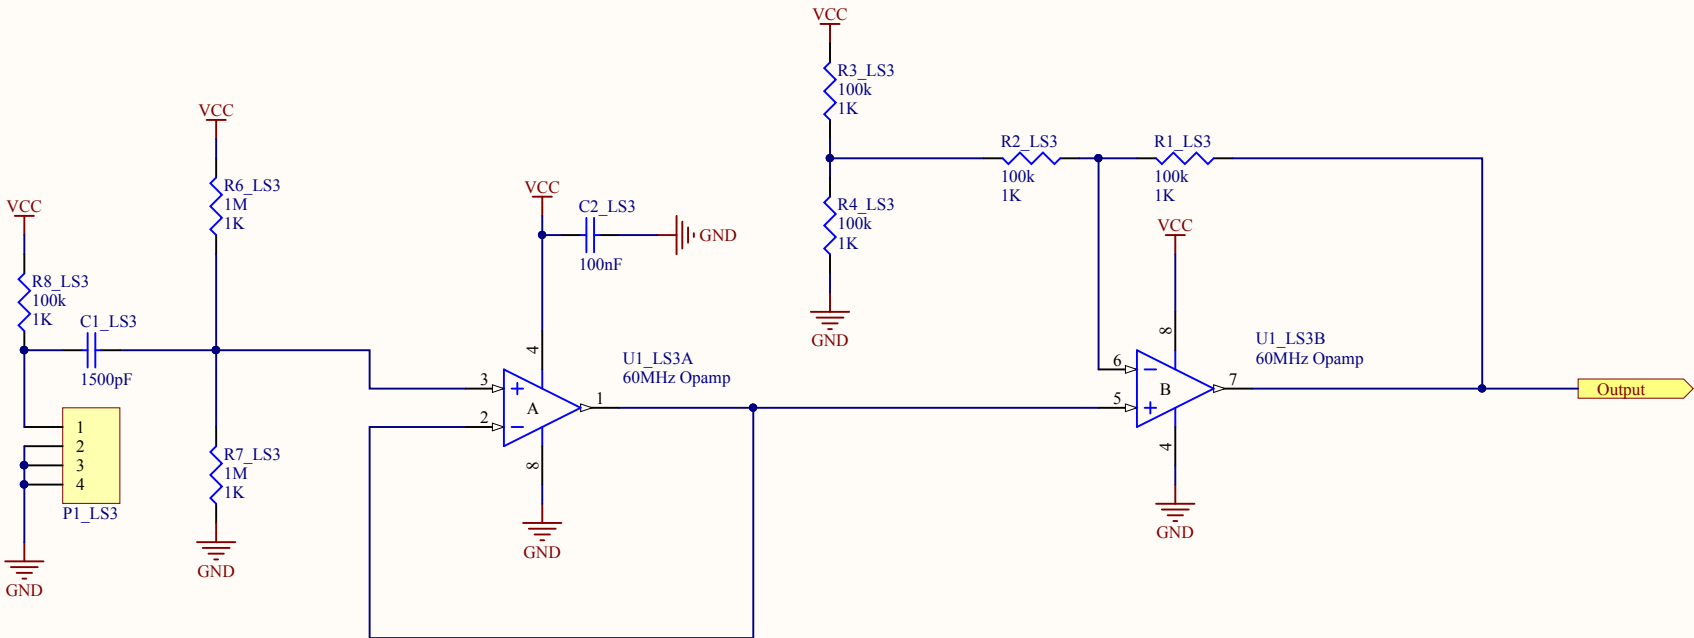 VCC
R8_LS3
100k
1K
C1_LS3
1500pF
1
2
3
4
P1_LS3
GND
VCC
R6_LS3
1M
1K
R7_LS3
1M
1K
GND
VCC
C2_LS3
100nF
GND
4
3
+
A
2
−
1
8
U1_LS3A
60MHz Opamp
GND
VCC
R3_LS3
100k
1K
R4_LS3
100k
1K
GND
R2_LS3
100k
1K
R1_LS3
100k
1K
VCC
8
6
−
B
5
+
7
4
U1_LS3B
60MHz Opamp
GND
Output